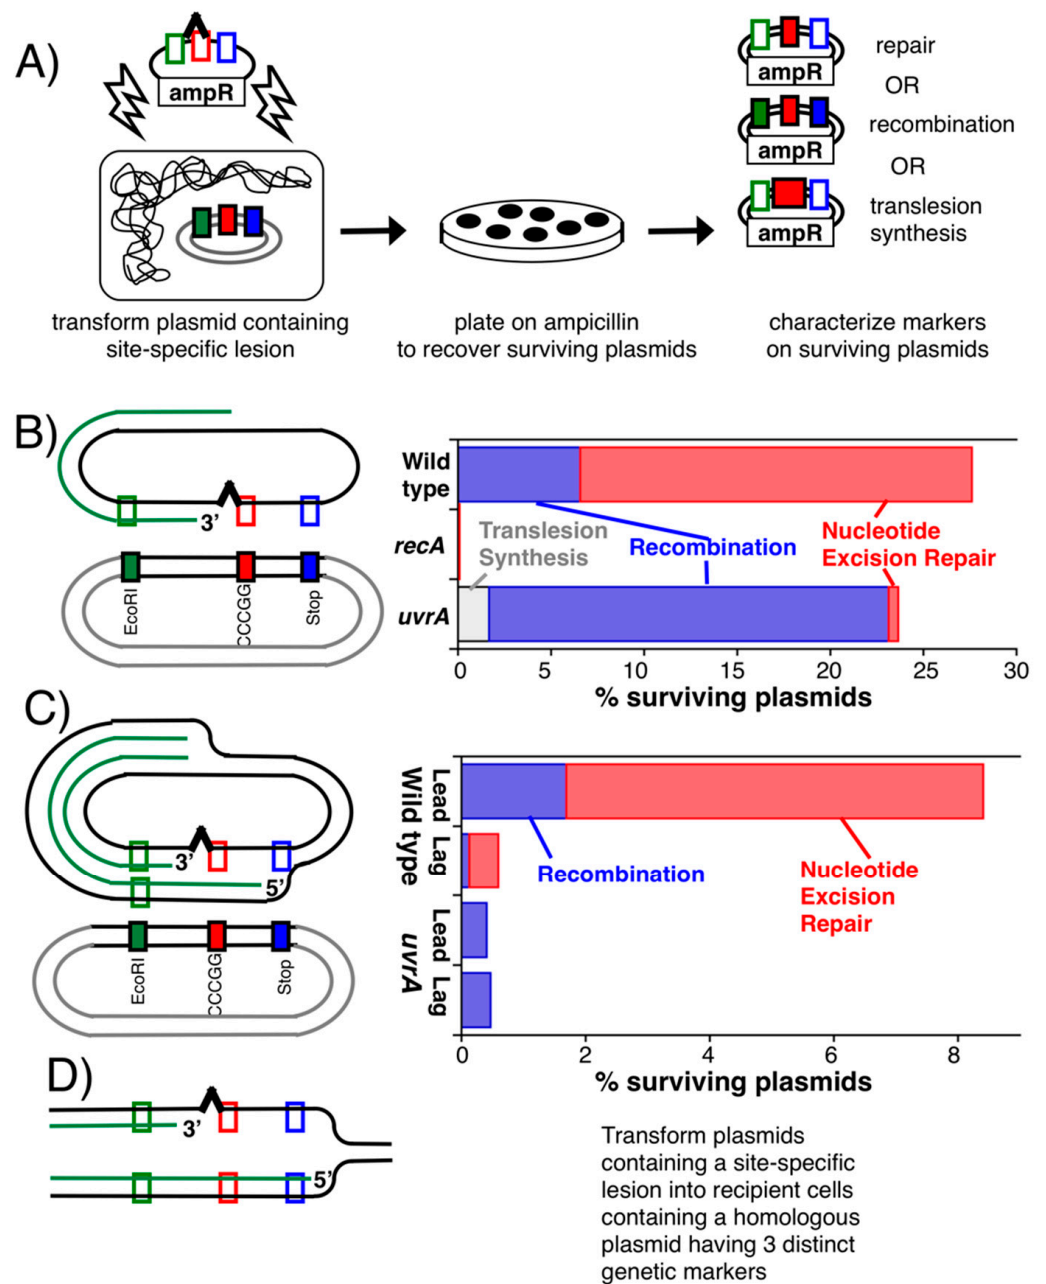 A)
ampR
transform plasmid containing
site-specific lesion
plate on ampicillin
to recover surviving plasmids
ampR
repair
OR
ampR
recombination
OR
ampR
translesion
synthesis
characterize markers
on surviving plasmids
B)
3’
EcoRI
CCCGG
Stop
Wild
type
recA
uvrA
Translesion
Synthesis
Recombination
Nucleotide
Excision Repair
0 5 10 15 20 25 30
% surviving plasmids
C)
3’
5’
EcoRI
CCCGG
Stop
Wild type
Lead Lag
uvrA
Lead Lag
Recombination
Nucleotide
Excision
Repair
0 2 4 6 8
% surviving plasmids
D)
3’
5’
Transform plasmids
containing a site-specific
lesion into recipient cells
containing a homologous
plasmid having 3 distinct
genetic markers